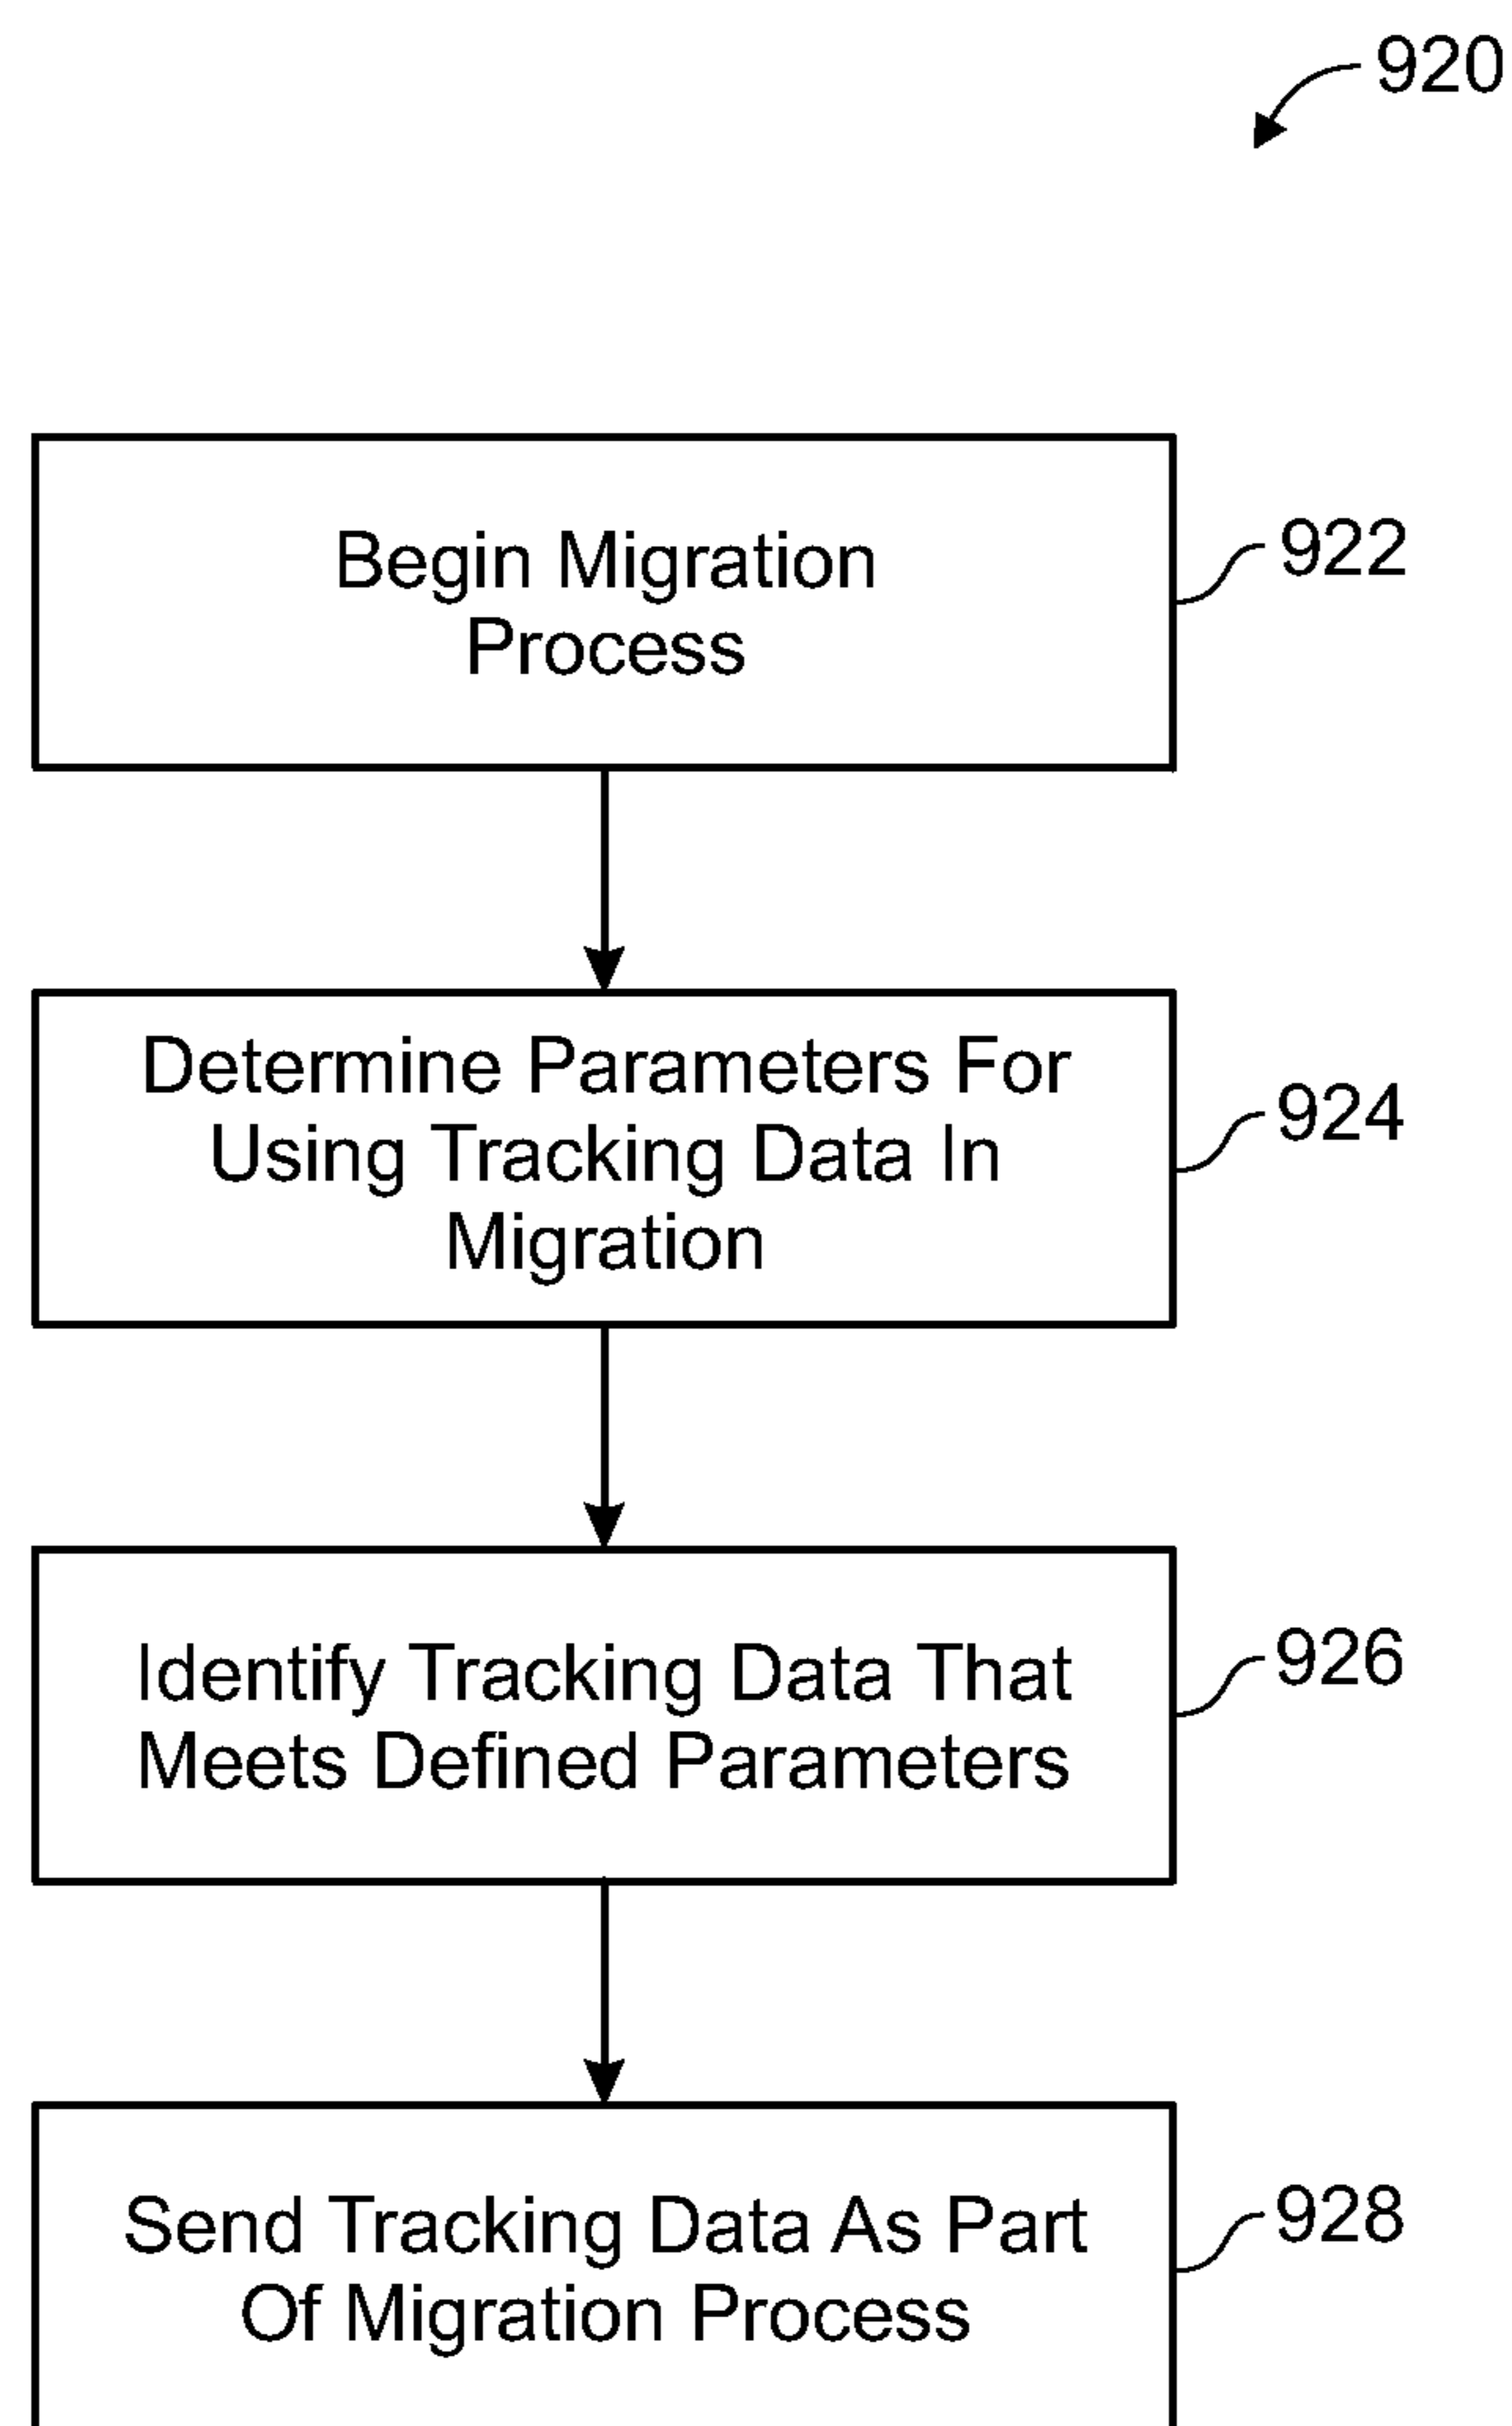 920
Begin Migration
Process
922
Determine Parameters For
Using Tracking Data In
Migration
924
Identify Tracking Data That
Meets Defined Parameters
926
Send Tracking Data As Part
Of Migration Process
928